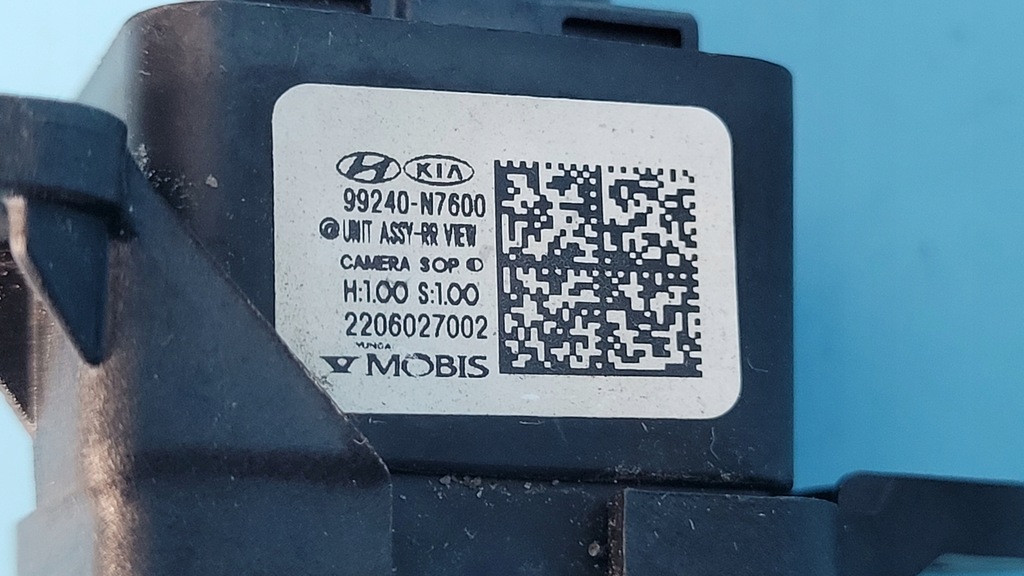 KIA
99240-N7600
UNIT ASSY-RR VIEW
CAMERA SOP
H:1.00 S:1.00
2206027002
MOBIS